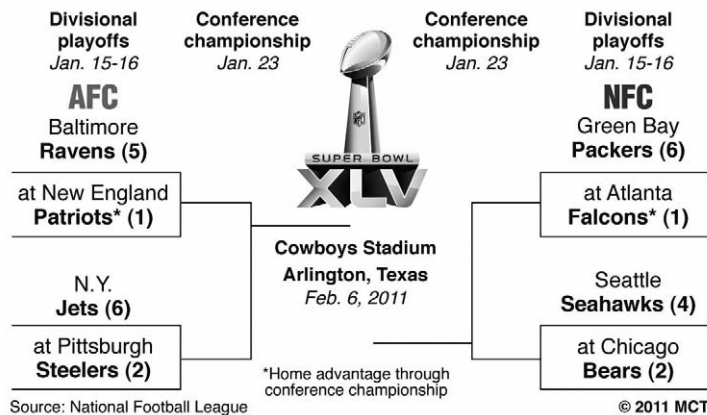 Divisional
playoffs
Jan. 15-16
Conference
championship
Jan. 23
Conference
championship
Jan. 23
Divisional
playoffs
Jan. 15-16
AFC
Baltimore
Ravens (5)
at New England
Patriots* (1)
N.Y.
Jets (6)
at Pittsburgh
Steelers (2)
NFL
SUPER BOWL
XLV
Cowboys Stadium
Arlington, Texas
Feb. 6, 2011
*Home advantage through
conference championship
NFC
Green Bay
Packers (6)
at Atlanta
Falcons* (1)
Seattle
Seahawks (4)
at Chicago
Bears (2)
Source: National Football League
© 2011 MCT